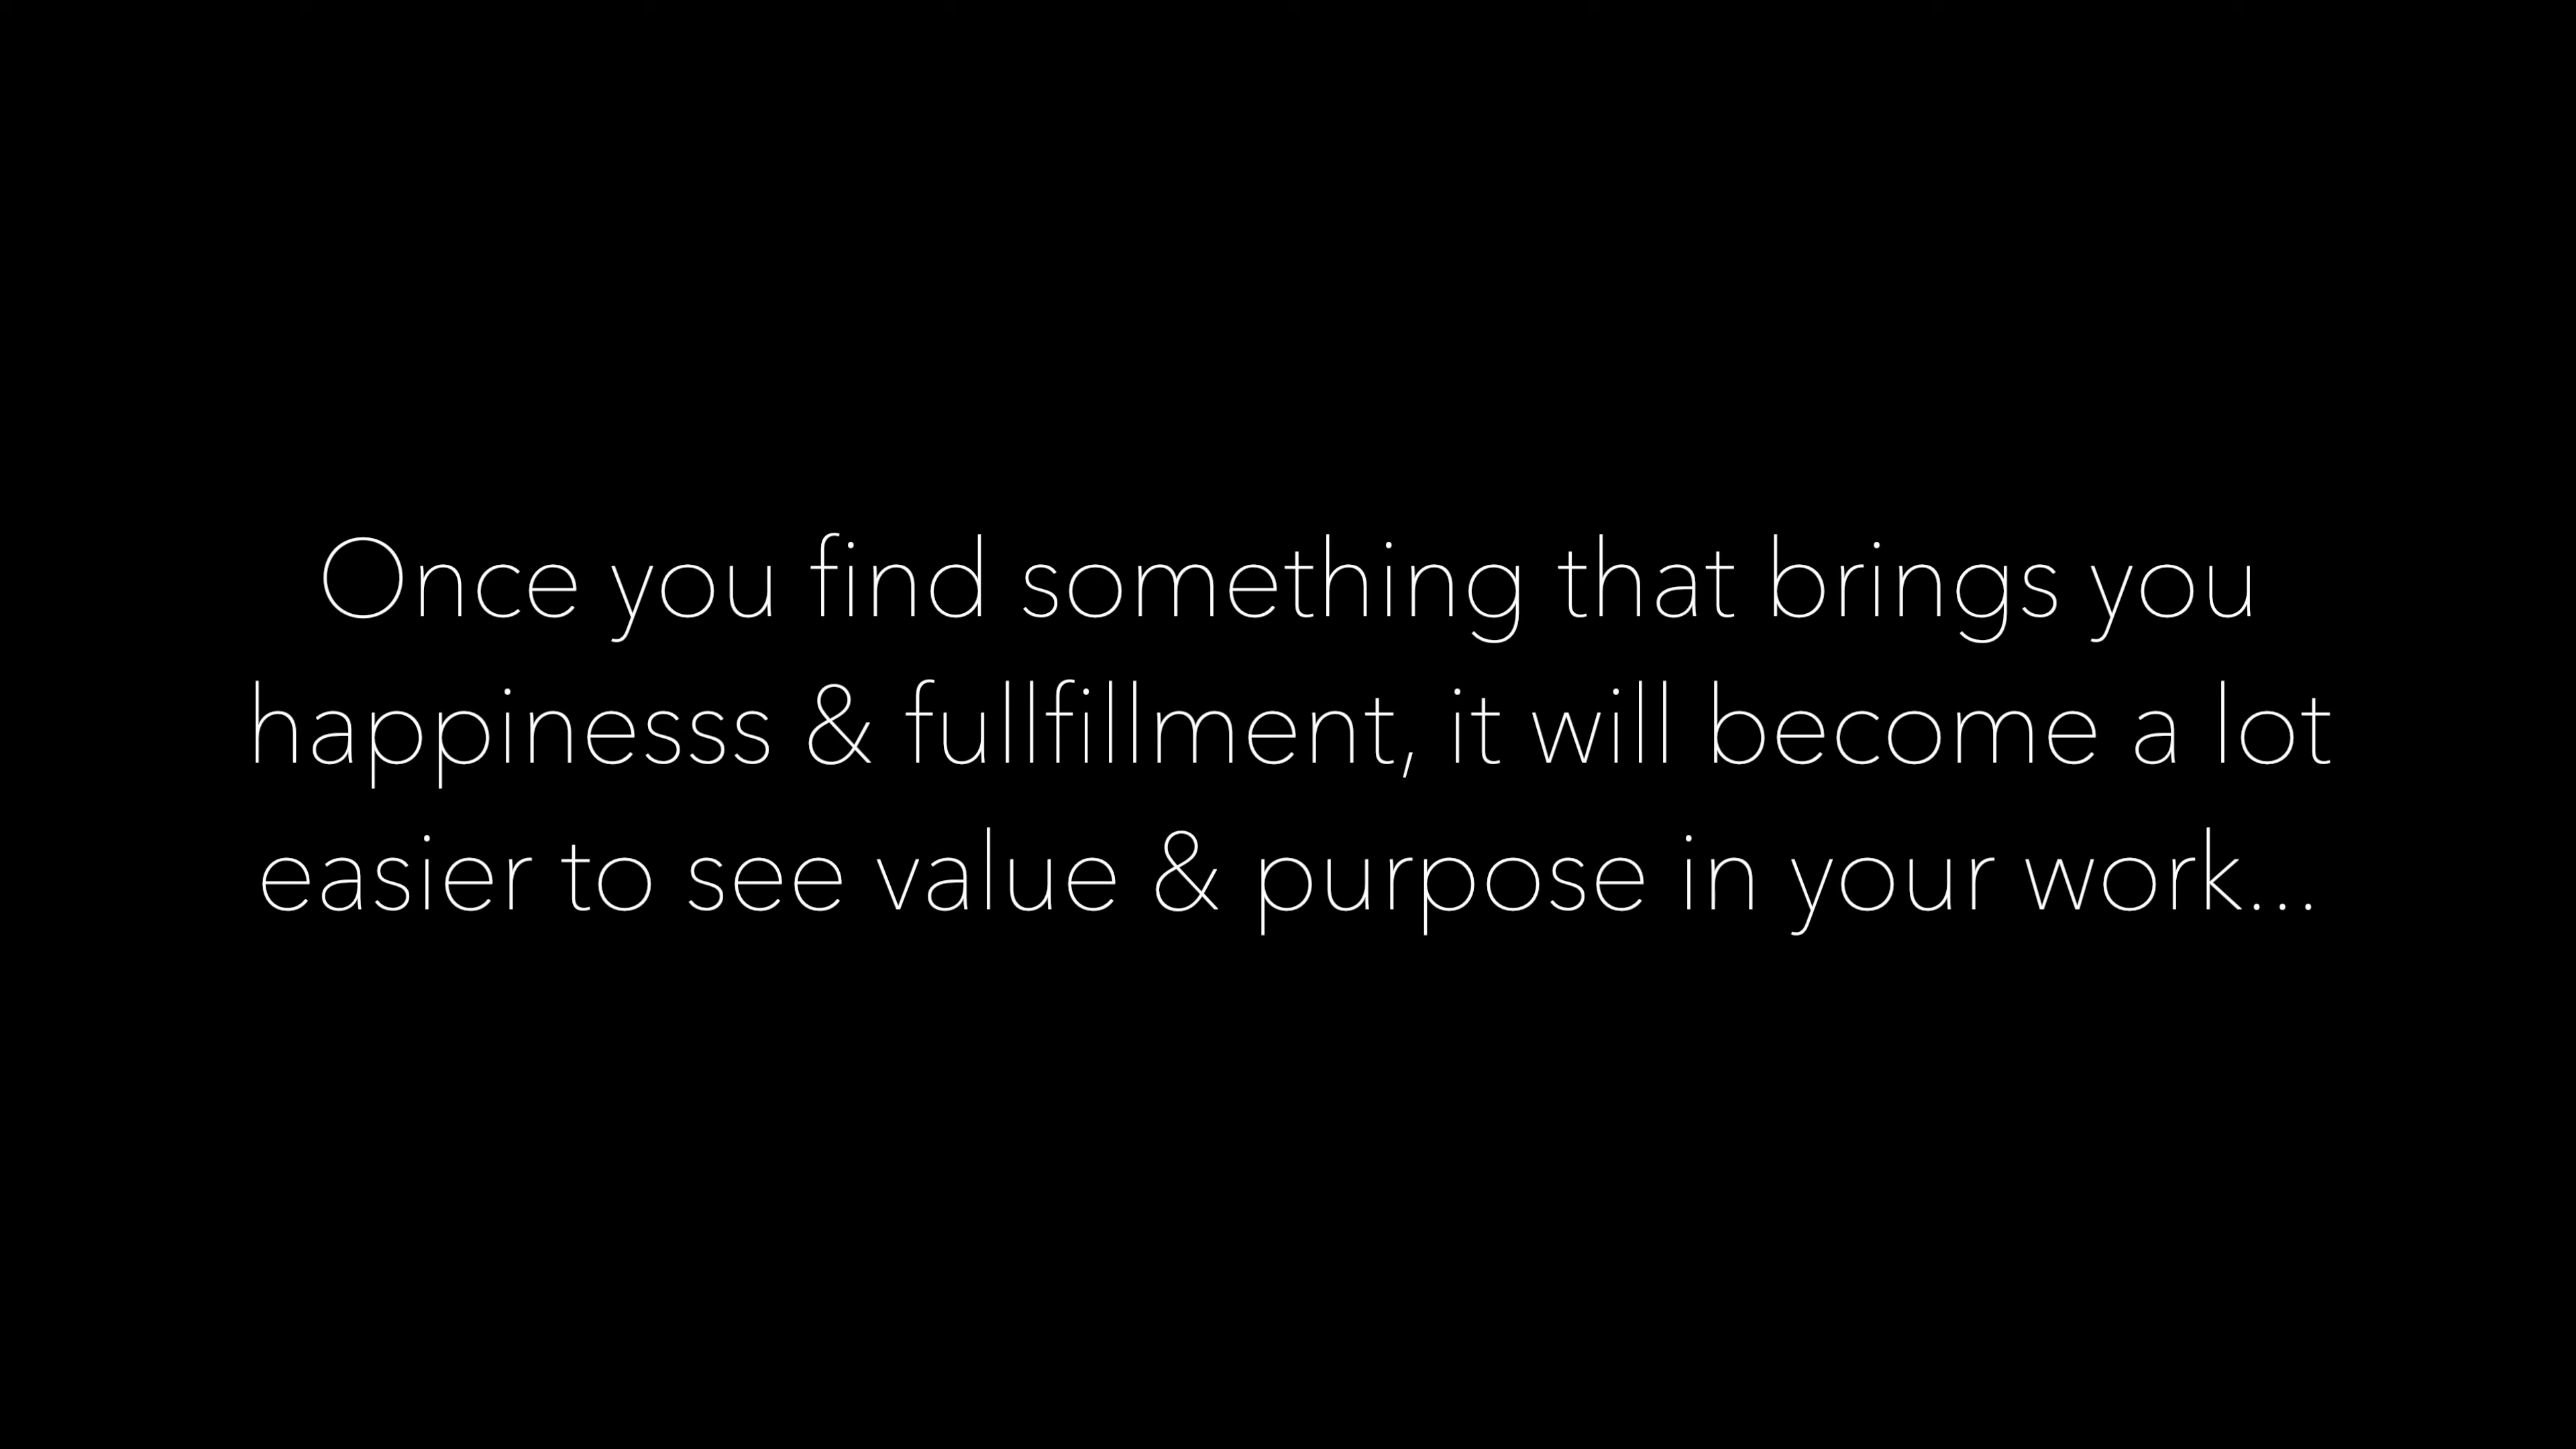 Once you find something that brings you
happinesss & fullfillment, it will become a lot
easier to see value & purpose in your work...